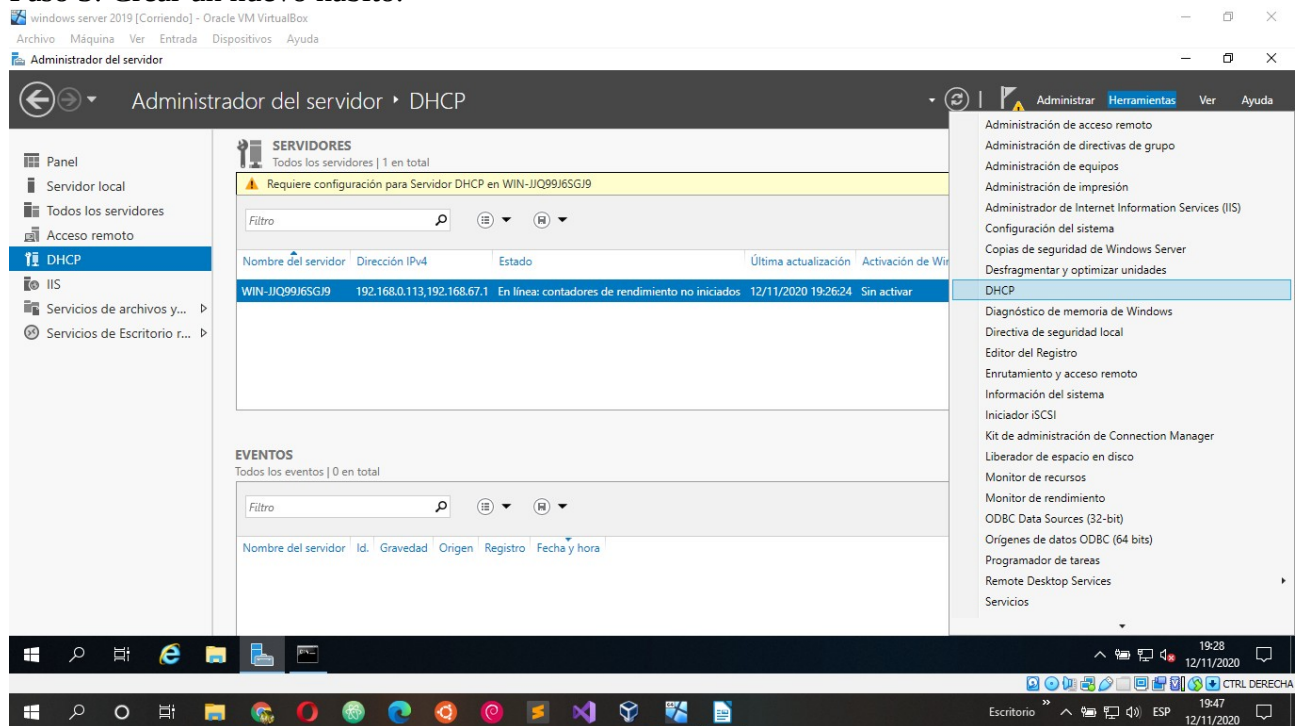 Paso 3: Crear un nuevo
windows server 2019 [Corriendo] - Oracle VM VirtualBox
Archivo Máquina Ver Entrada Dispositivos Ayuda
Administrador del servidor
Administrador del servidor ‣ DHCP
Administrar Herramientas Ver Ayuda
Panel
Servidor local
Todos los servidores
Acceso remoto
DHCP
IIS
Servicios de archivos y...
Servicios de Escritorio r...
SERVIDORES
Todos los servidores | 1 en total
Requiere configuración para Servidor DHCP en WIN-JJQ99J6SGJ9
Filtro
Nombre del servidor Dirección IPv4 Estado Última actualización Activación de Wir
WIN-JJQ99J6SGJ9 192.168.0.113,192.168.67.1 En línea: contadores de rendimiento no iniciados 12/11/2020 19:26:24 Sin activar
EVENTOS
Todos los eventos | 0 en total
Filtro
Nombre del servidor Id. Gravedad Origen Registro Fecha y hora
Administración de acceso remoto
Administración de directivas de grupo
Administración de equipos
Administración de impresión
Administrador de Internet Information Services (IIS)
Configuración del sistema
Copias de seguridad de Windows Server
Desfragmentar y optimizar unidades
DHCP
Diagnóstico de memoria de Windows
Directiva de seguridad local
Editor del Registro
Enrutamiento y acceso remoto
Información del sistema
Iniciador iSCSI
Kit de administración de Connection Manager
Liberador de espacio en disco
Monitor de recursos
Monitor de rendimiento
ODBC Data Sources (32-bit)
Orígenes de datos ODBC (64 bits)
Programador de tareas
Remote Desktop Services
Servicios
19:28
12/11/2020
CTRL DERECHA
Escritorio ESP
19:47
12/11/2020